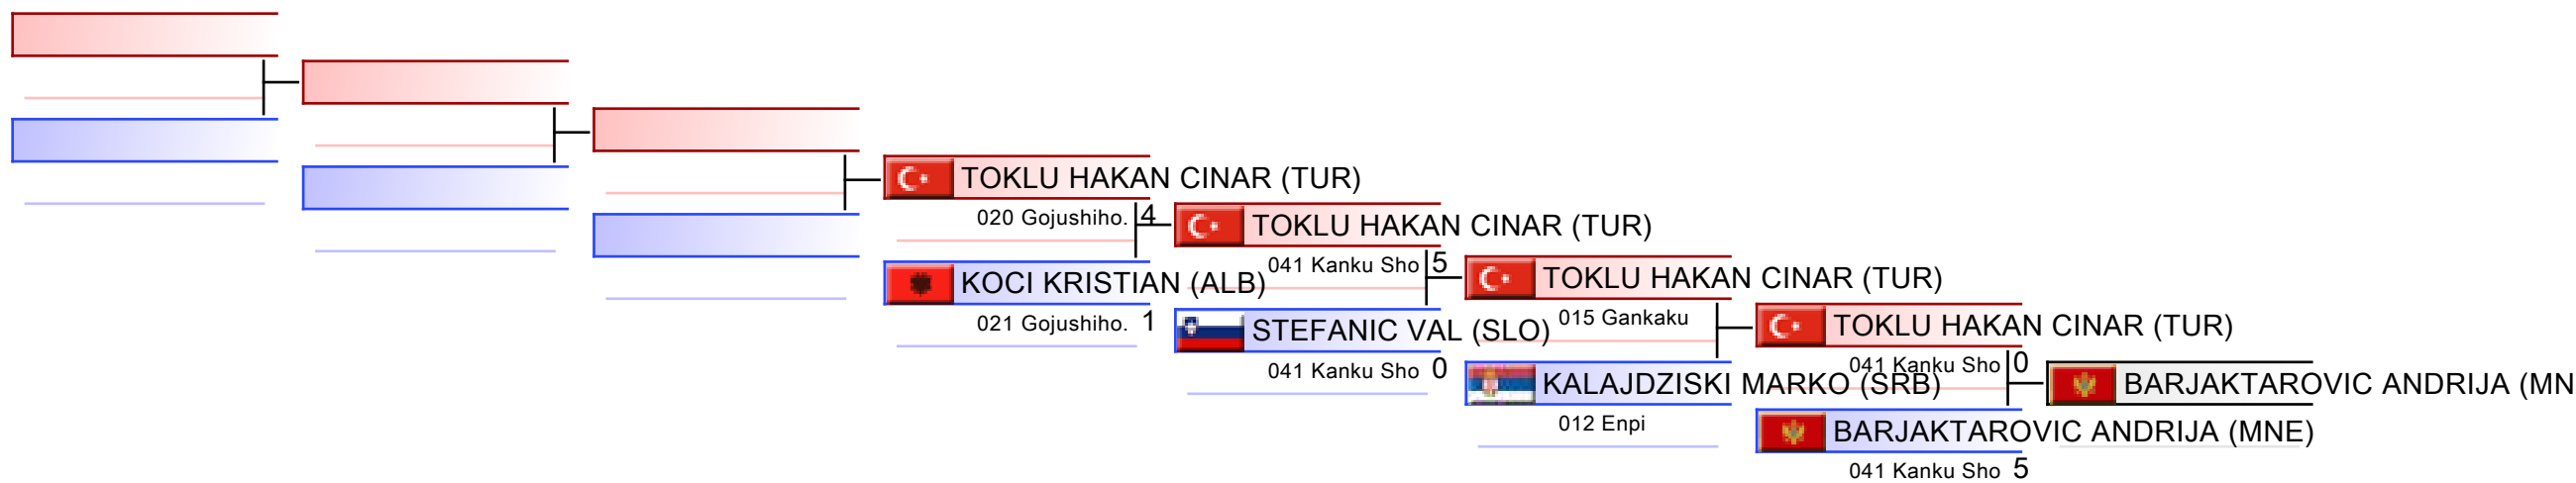 TOKLU HAKAN CINAR (TUR)
020 Gojushiho. 4
KOCI KRISTIAN (ALB)
021 Gojushiho. 1
TOKLU HAKAN CINAR (TUR)
041 Kanku Sho 5
STEFANIC VAL (SLO)
041 Kanku Sho 0
TOKLU HAKAN CINAR (TUR)
015 Gankaku
KALAJDZISKI MARKO (SRB)
012 Enpi
TOKLU HAKAN CINAR (TUR)
041 Kanku Sho 0
BARJAKTAROVIC ANDRIJA (MNE)
041 Kanku Sho 5
BARJAKTAROVIC ANDRIJA (MN